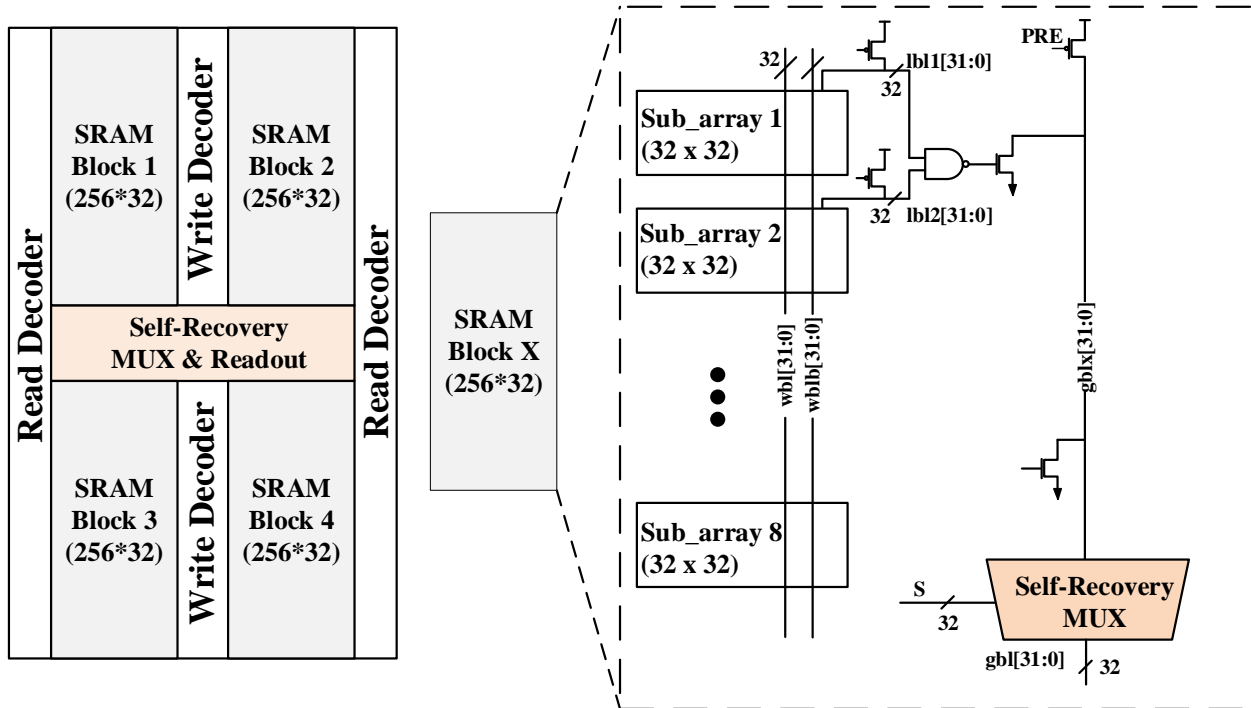 Read Decoder
SRAM
Block 1
(256*32)
Write Decoder
SRAM
Block 2
(256*32)
Read Decoder
Self-Recovery
MUX & Readout
SRAM
Block 3
(256*32)
Write Decoder
SRAM
Block 4
(256*32)
SRAM
Block X
(256*32)
32
lbl1[31:0]
32
PRE
Sub_array 1
(32 x 32)
32
lbl2[31:0]
Sub_array 2
(32 x 32)
wbl[31:0]
wblb[31:0]
gblx[31:0]
Sub_array 8
(32 x 32)
S
32
Self-Recovery
MUX
gbl[31:0]
32